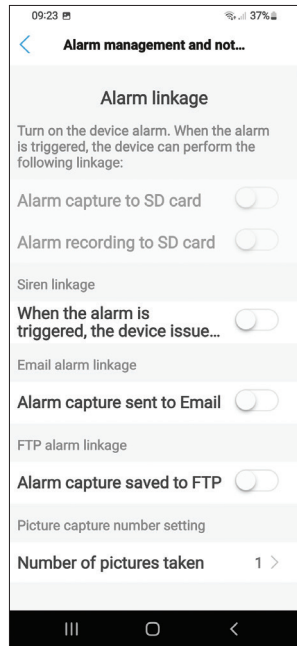 09:23 37%
Alarm management and not...
Alarm linkage
Turn on the device alarm. When the alarm
is triggered, the device can perform the
following linkage:
Alarm capture to SD card
Alarm recording to SD card
Siren linkage
When the alarm is
triggered, the device issue...
Email alarm linkage
Alarm capture sent to Email
FTP alarm linkage
Alarm capture saved to FTP
Picture capture number setting
Number of pictures taken 1